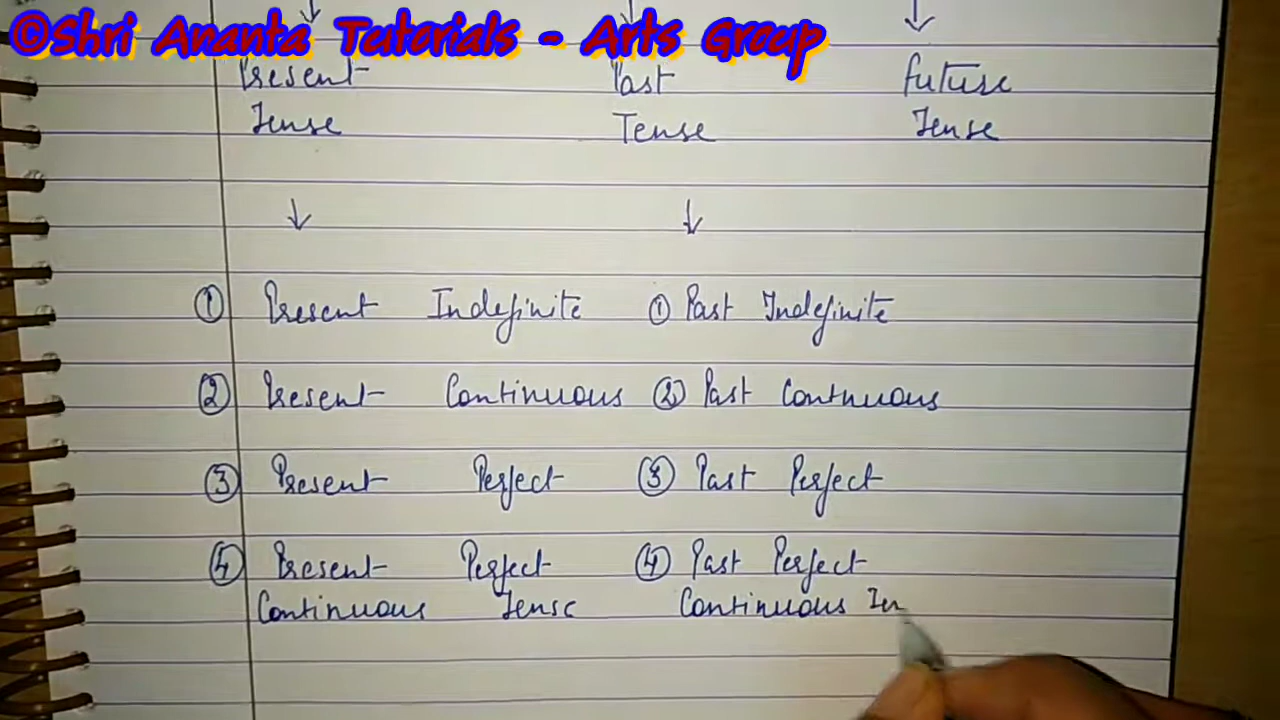 ©Shri Ananta Tutorials - Arts Group
Present Past Future
Tense Tense Tense
① Present Indefinite ① Past Indefinite
② Present Continuous ② Past Continuous
③ Present Perfect ③ Past Perfect
④ Present Perfect ④ Past Perfect
Continuous Tense Continuous Ten